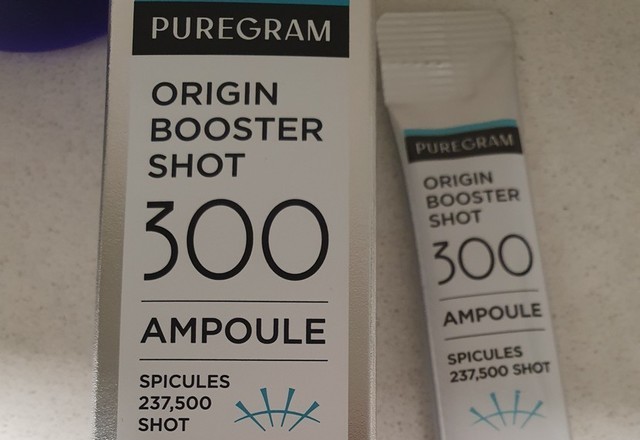 PUREGRAM
ORIGIN
BOOSTER
SHOT
300
AMPOULE
SPICULES
237,500
SHOT
PUREGRAM
ORIGIN
BOOSTER
SHOT
300
AMPOULE
SPICULES
237,500 SHOT